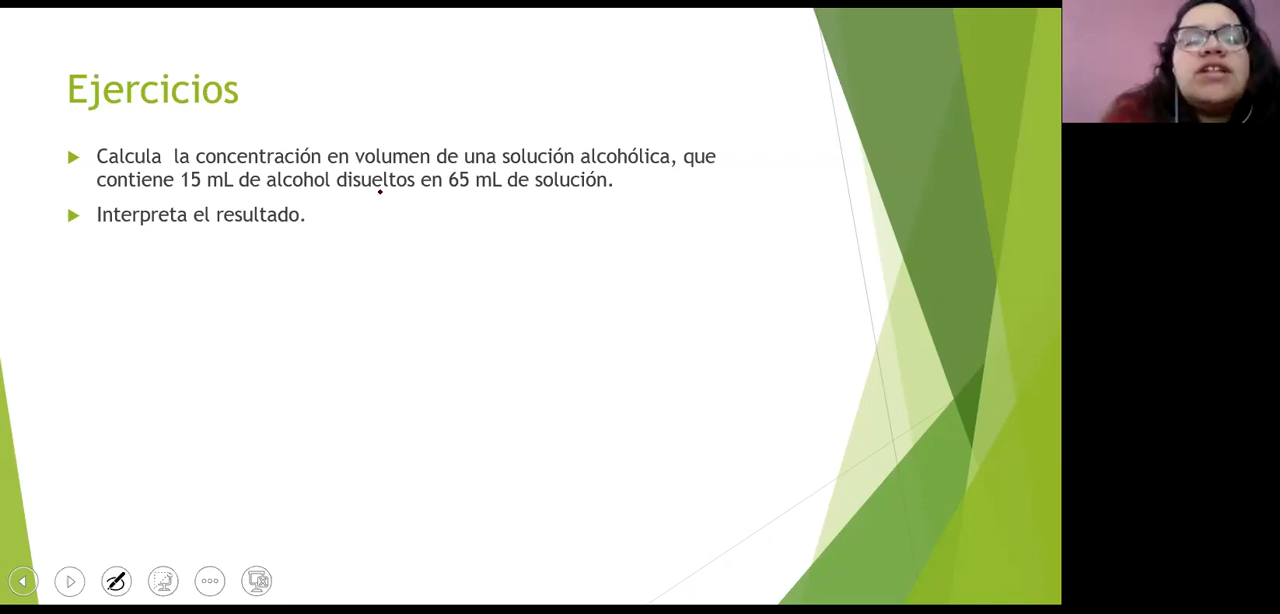 Ejercicios
Calcula la concentración en volumen de una solución alcohólica, que
contiene 15 mL de alcohol disueltos en 65 mL de solución.
Interpreta el resultado.